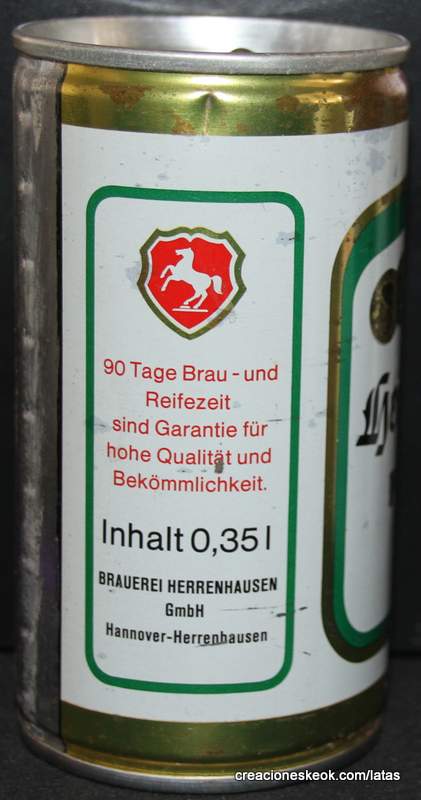 90 Tage Brau - und
Reifezeit
sind Garantie für
hohe Qualität und
Bekömmlichkeit.
Inhalt 0,35 l
BRAUEREI HERRENHAUSEN
GmbH
Hannover-Herrenhausen
He
creacioneskeok.com/latas